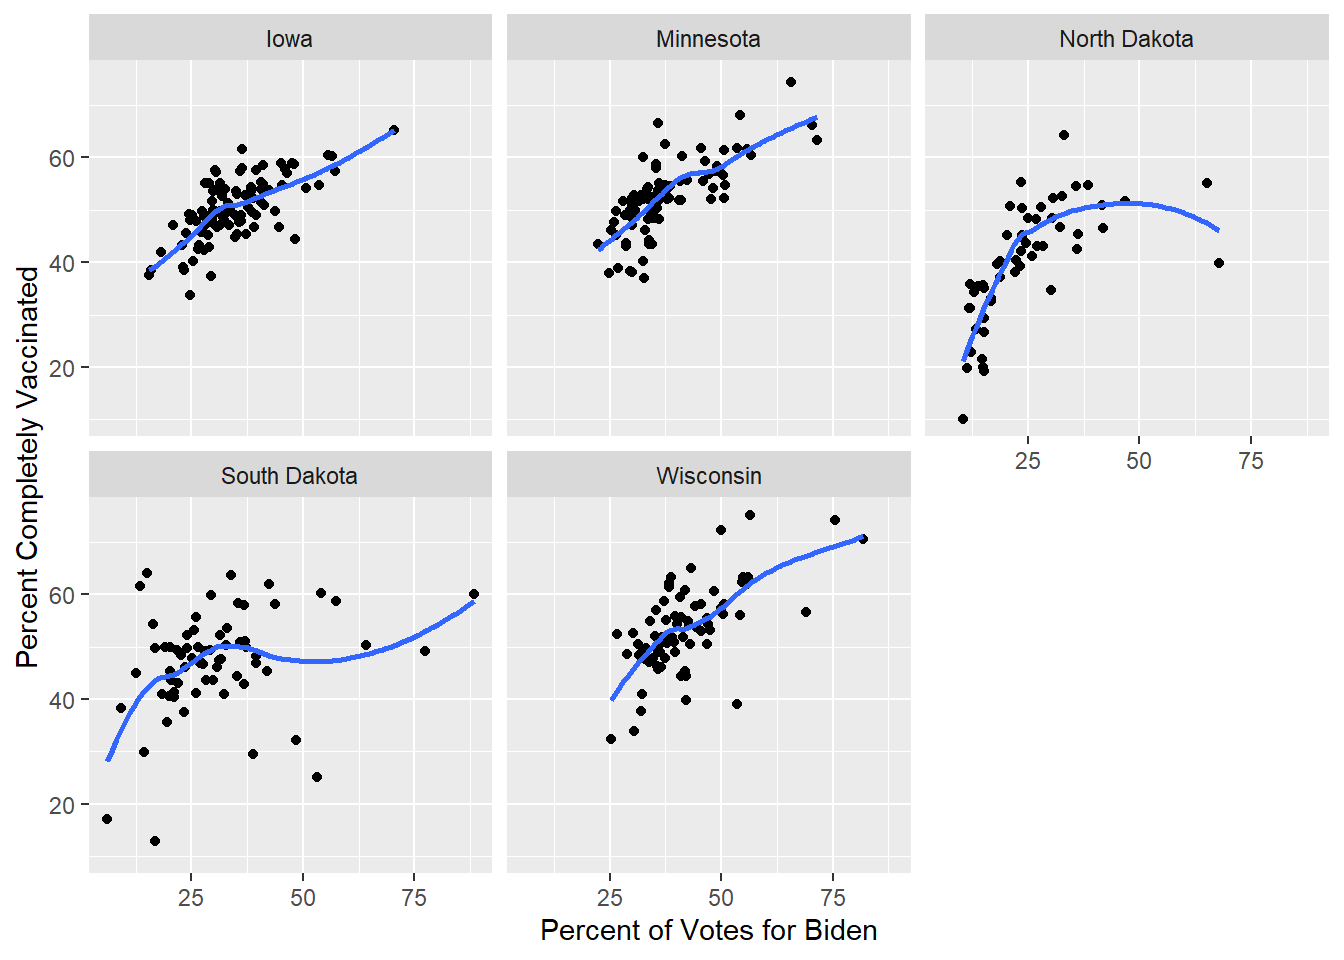 Iowa
Minnesota
North Dakota
60
40
20
25
50
75
South Dakota
Wisconsin
60
40
20
25
50
75
25
50
75
Percent of Votes for Biden
Percent Completely Vaccinated